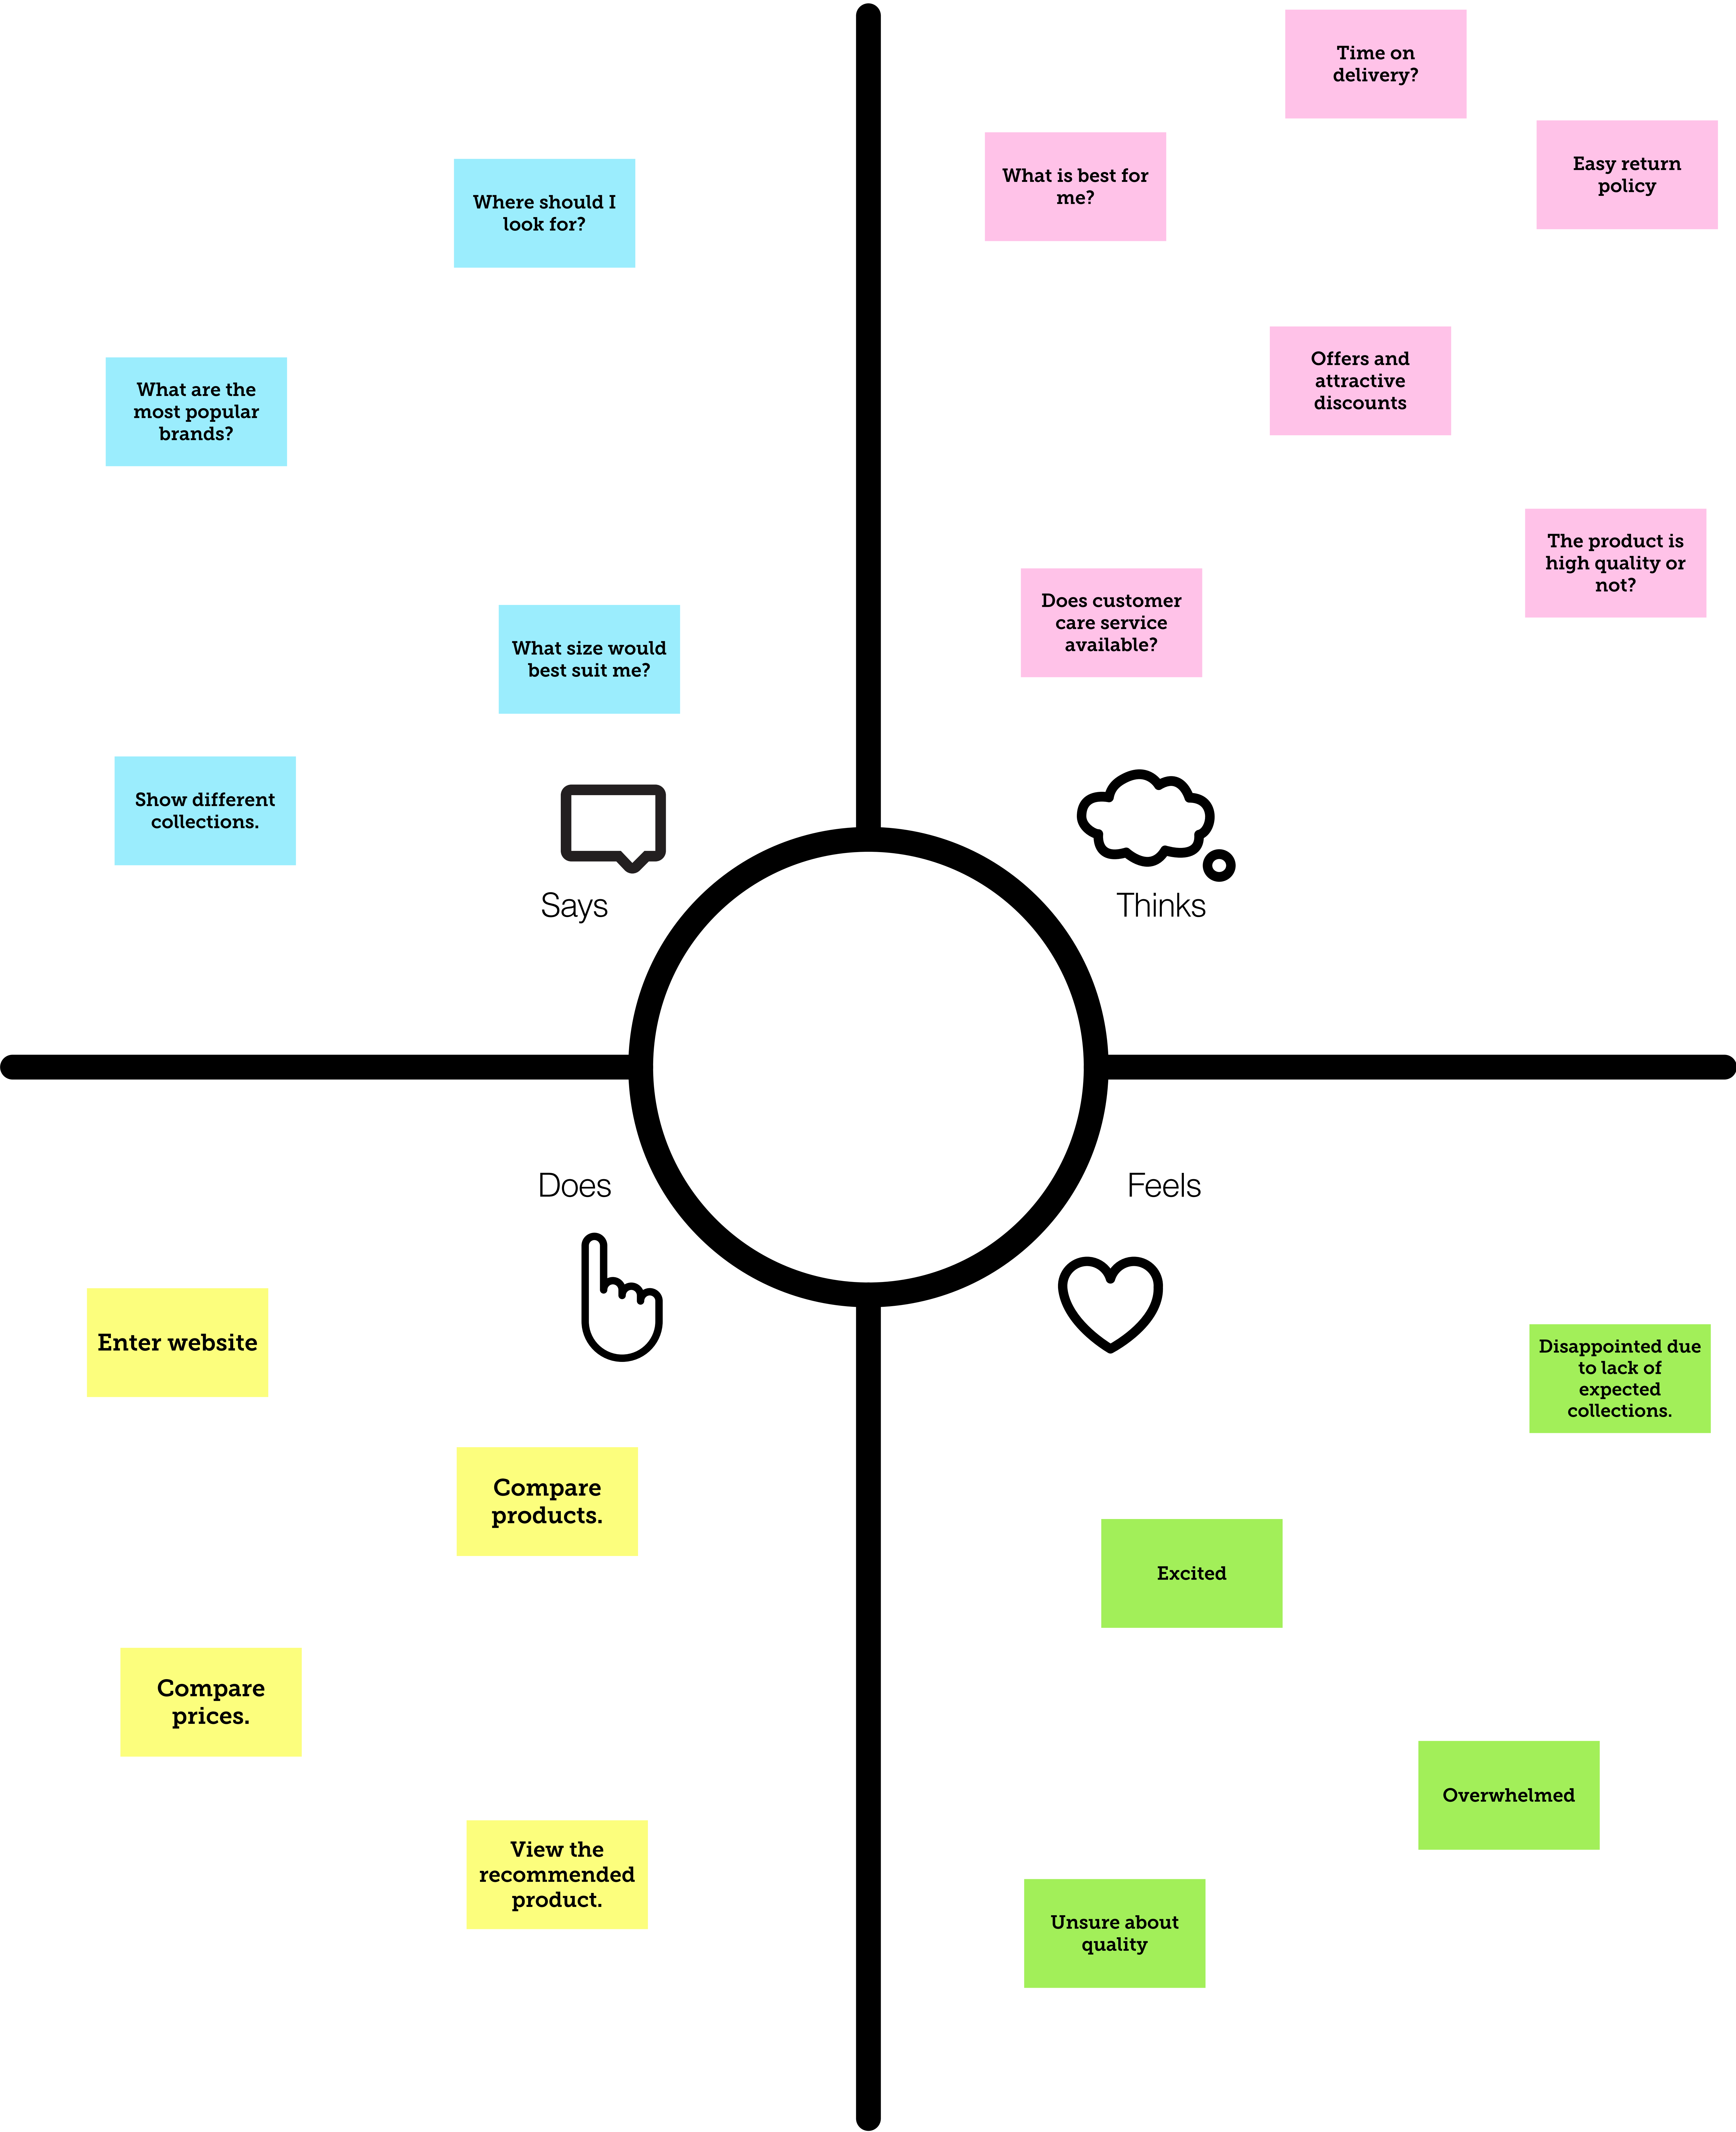 Where should I
look for?
What are the
most popular
brands?
What size would
best suit me?
Show different
collections.
Says
Time on
delivery?
Easy return
policy
What is best for
me?
Offers and
attractive
discounts
The product is
high quality or
not?
Does customer
care service
available?
Thinks
Does
Enter website
Compare
products.
Compare
prices.
View the
recommended
product.
Feels
Disappointed due
to lack of
expected
collections.
Excited
Overwhelmed
Unsure about
quality